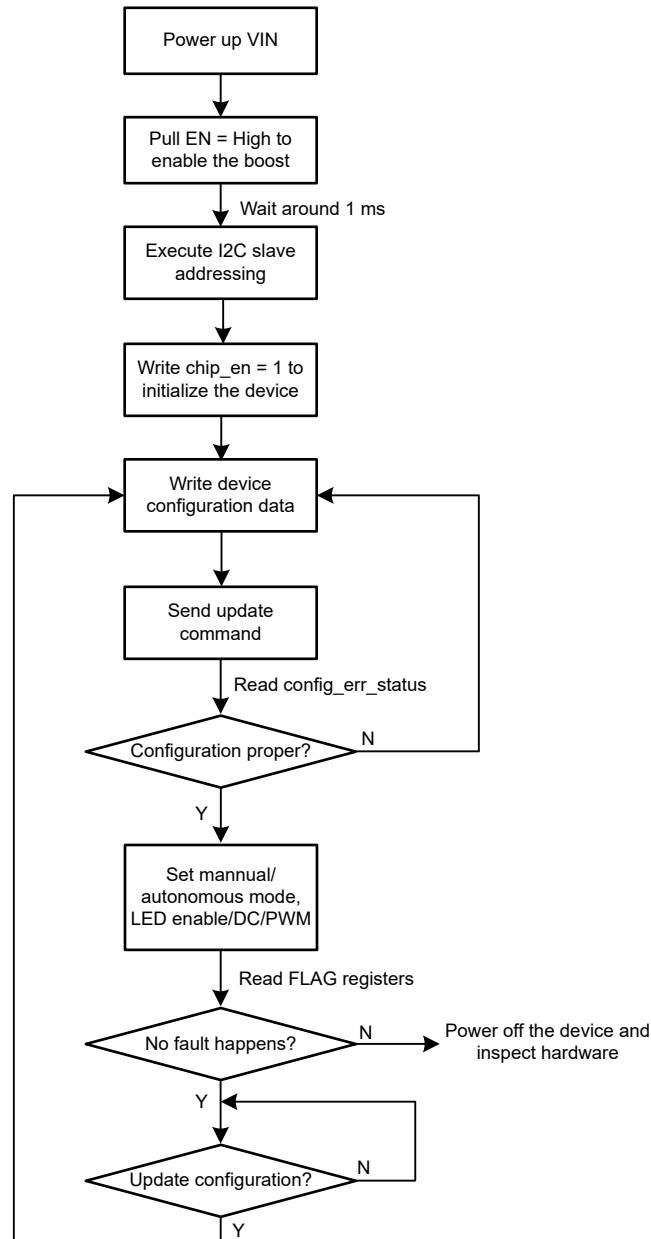 Power up VIN
Pull EN = High to
enable the boost
Wait around 1 ms
Execute I2C slave
addressing
Write chip_en = 1 to
initialize the device
Write device
configuration data
Send update
command
Read config_err_status
Configuration proper?
N
Y
Set mannual/
autonomous mode,
LED enable/DC/PWM
Read FLAG registers
No fault happens?
N
Power off the device and
inspect hardware
Y
Update configuration?
N
Y